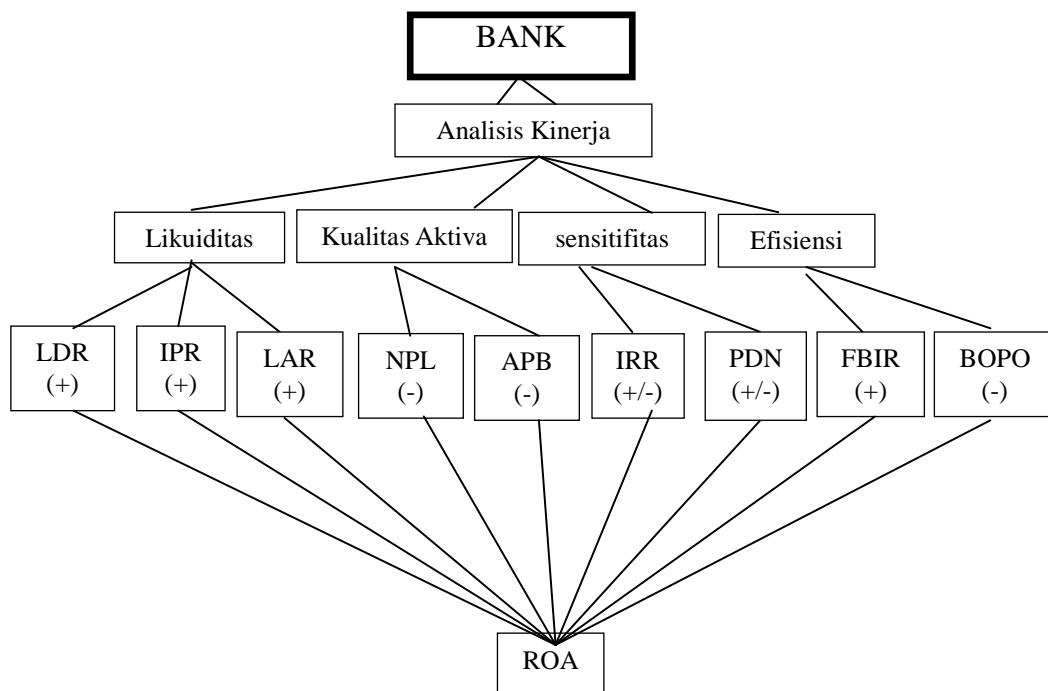 BANK
Analisis Kinerja
Likuiditas
Kualitas Aktiva
sensitifitas
Efisiensi
LDR
(+)
IPR
(+)
LAR
(+)
NPL
(-)
APB
(-)
IRR
(+/-)
PDN
(+/-)
FBIR
(+)
BOPO
(-)
ROA